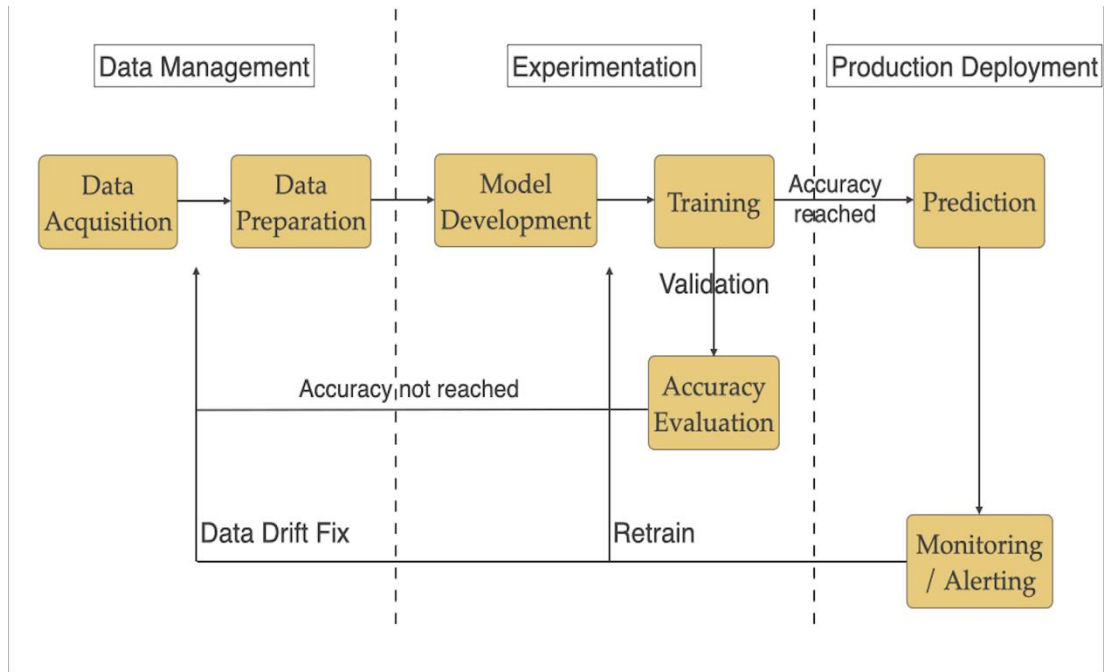 Data Management
Experimentation
Production Deployment
Data
Acquisition
Data
Preparation
Model
Development
Training
Accuracy
reached
Prediction
Validation
Accuracy
Evaluation
Accuracy not reached
Data Drift Fix
Retrain
Monitoring
/ Alerting